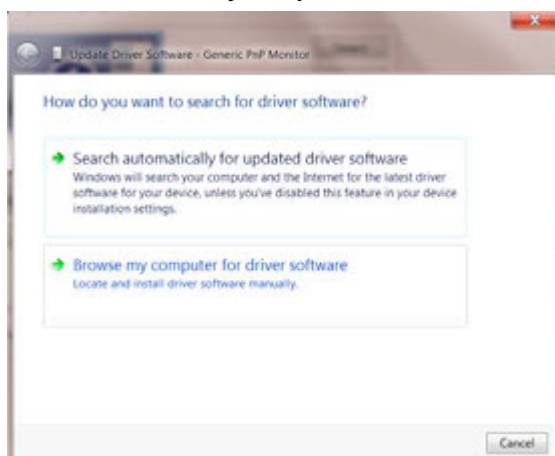 Update Driver Software - Generic PnP Monitor
How do you want to search for driver software?
Search automatically for updated driver software
Windows will search your computer and the Internet for the latest driver
software for your device, unless you've disabled this feature in your device
installation settings.
Browse my computer for driver software
Locate and install driver software manually.
Cancel